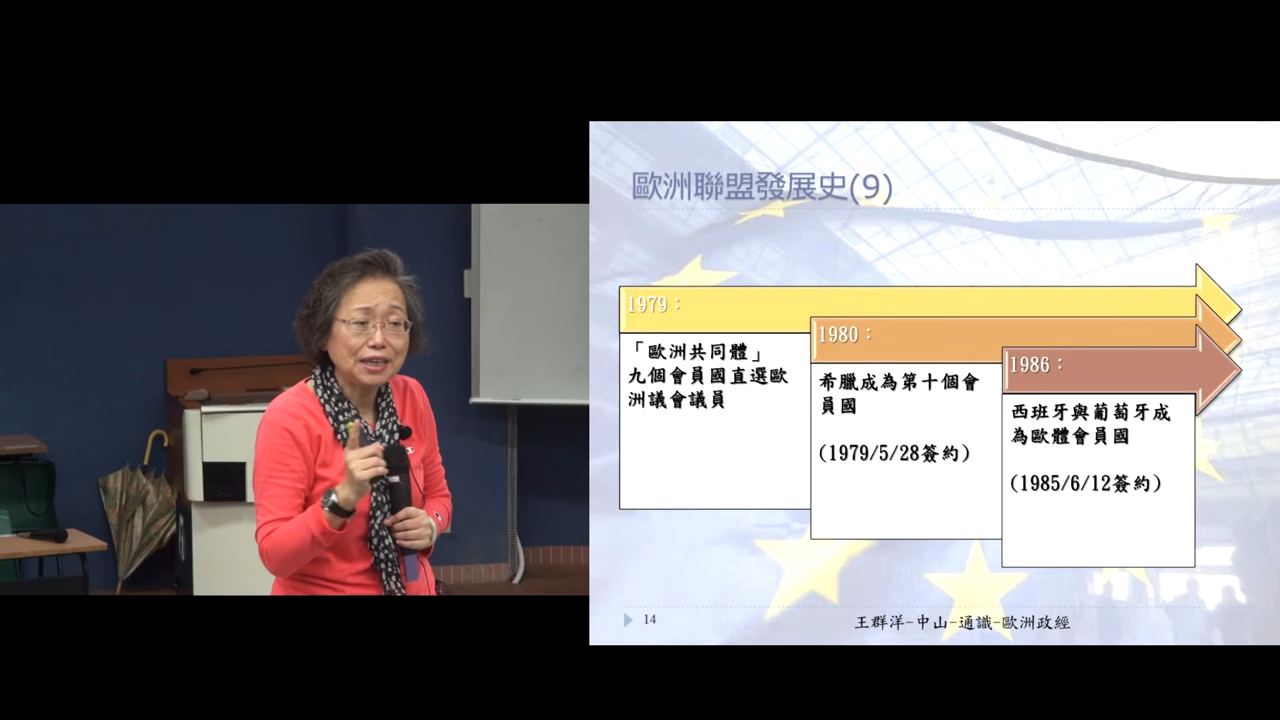 歐洲聯盟發展史(9)
1979：
「歐洲共同體」
九個會員國直選歐
洲議會議員
1980：
希臘成為第十個會
員國
(1979/5/28簽約)
1986：
西班牙與葡萄牙成
為歐體會員國
(1985/6/12簽約)
14
王群洋-中山-通識-歐洲政經